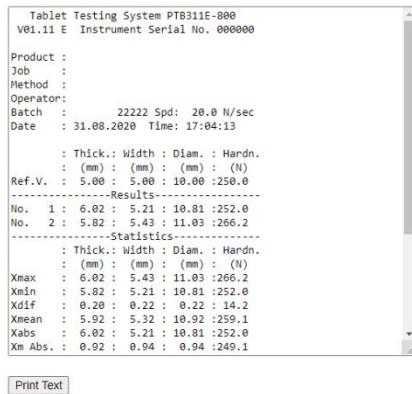 Tablet Testing System PTB311E-800
V01.11 E  Instrument Serial No. 000000
Product :
Job     :
Method  :
Operator:
Batch   :       22222 Spd:  20.0 N/sec
Date    : 31.08.2020  Time: 17:04:13
        : Thick.: Width : Diam. : Hardn.
        :  (mm) :  (mm) :  (mm) :  (N)
Ref.V.  :  5.00 :  5.00 : 10.00 :250.0
----------------Results-----------------
No.   1 :  6.02 :  5.21 : 10.81 :252.0
No.   2 :  5.82 :  5.43 : 11.03 :266.2
----------------Statistics--------------
        : Thick.: Width : Diam. : Hardn.
        :  (mm) :  (mm) :  (mm) :  (N)
Xmax    :  6.02 :  5.43 : 11.03 :266.2
Xmin    :  5.82 :  5.21 : 10.81 :252.0
Xdif    :  0.20 :  0.22 :  0.22 : 14.2
Xmean   :  5.92 :  5.32 : 10.92 :259.1
Xabs    :  6.02 :  5.21 : 10.81 :252.0
Xm Abs. :  0.92 :  0.94 :  0.94 :249.1
Print Text